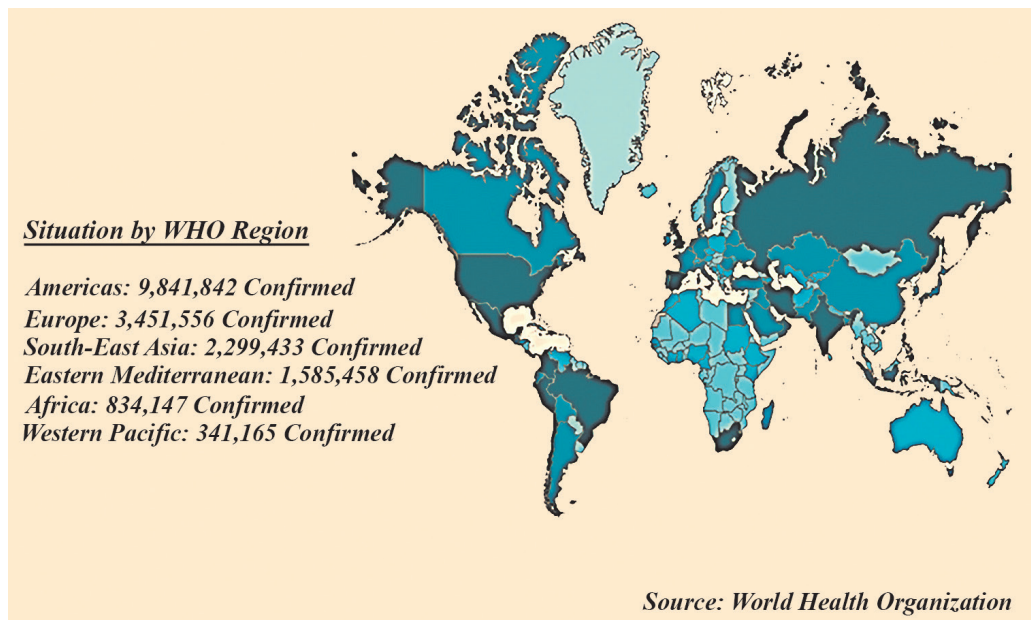 Situation by WHO Region
Americas: 9,841,842 Confirmed
Europe: 3,451,556 Confirmed
South-East Asia: 2,299,433 Confirmed
Eastern Mediterranean: 1,585,458 Confirmed
Africa: 834,147 Confirmed
Western Pacific: 341,165 Confirmed
Source: World Health Organization